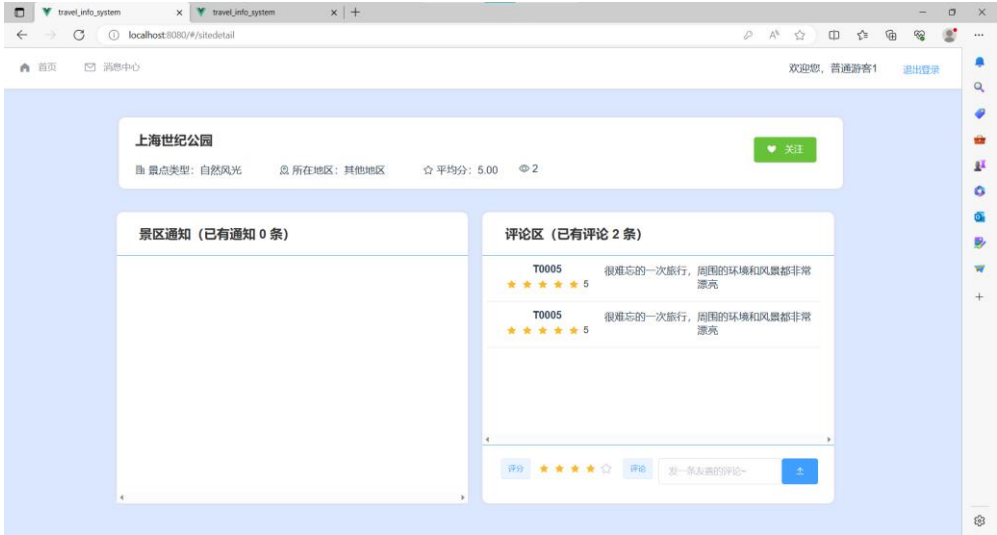 travel_info_system
travel_info_system
localhost:8080/#/sitedetail
首页
消息中心
欢迎您，普通游客1
退出登录
上海世纪公园
关注
景点类型：自然风光
所在地区：其他地区
平均分：5.00
2
景区通知（已有通知 0 条）
评论区（已有评论 2 条）
T0005
5
很难忘的一次旅行，周围的环境和风景都非常
漂亮
T0005
5
很难忘的一次旅行，周围的环境和风景都非常
漂亮
评分
评论
发一条友善的评论~